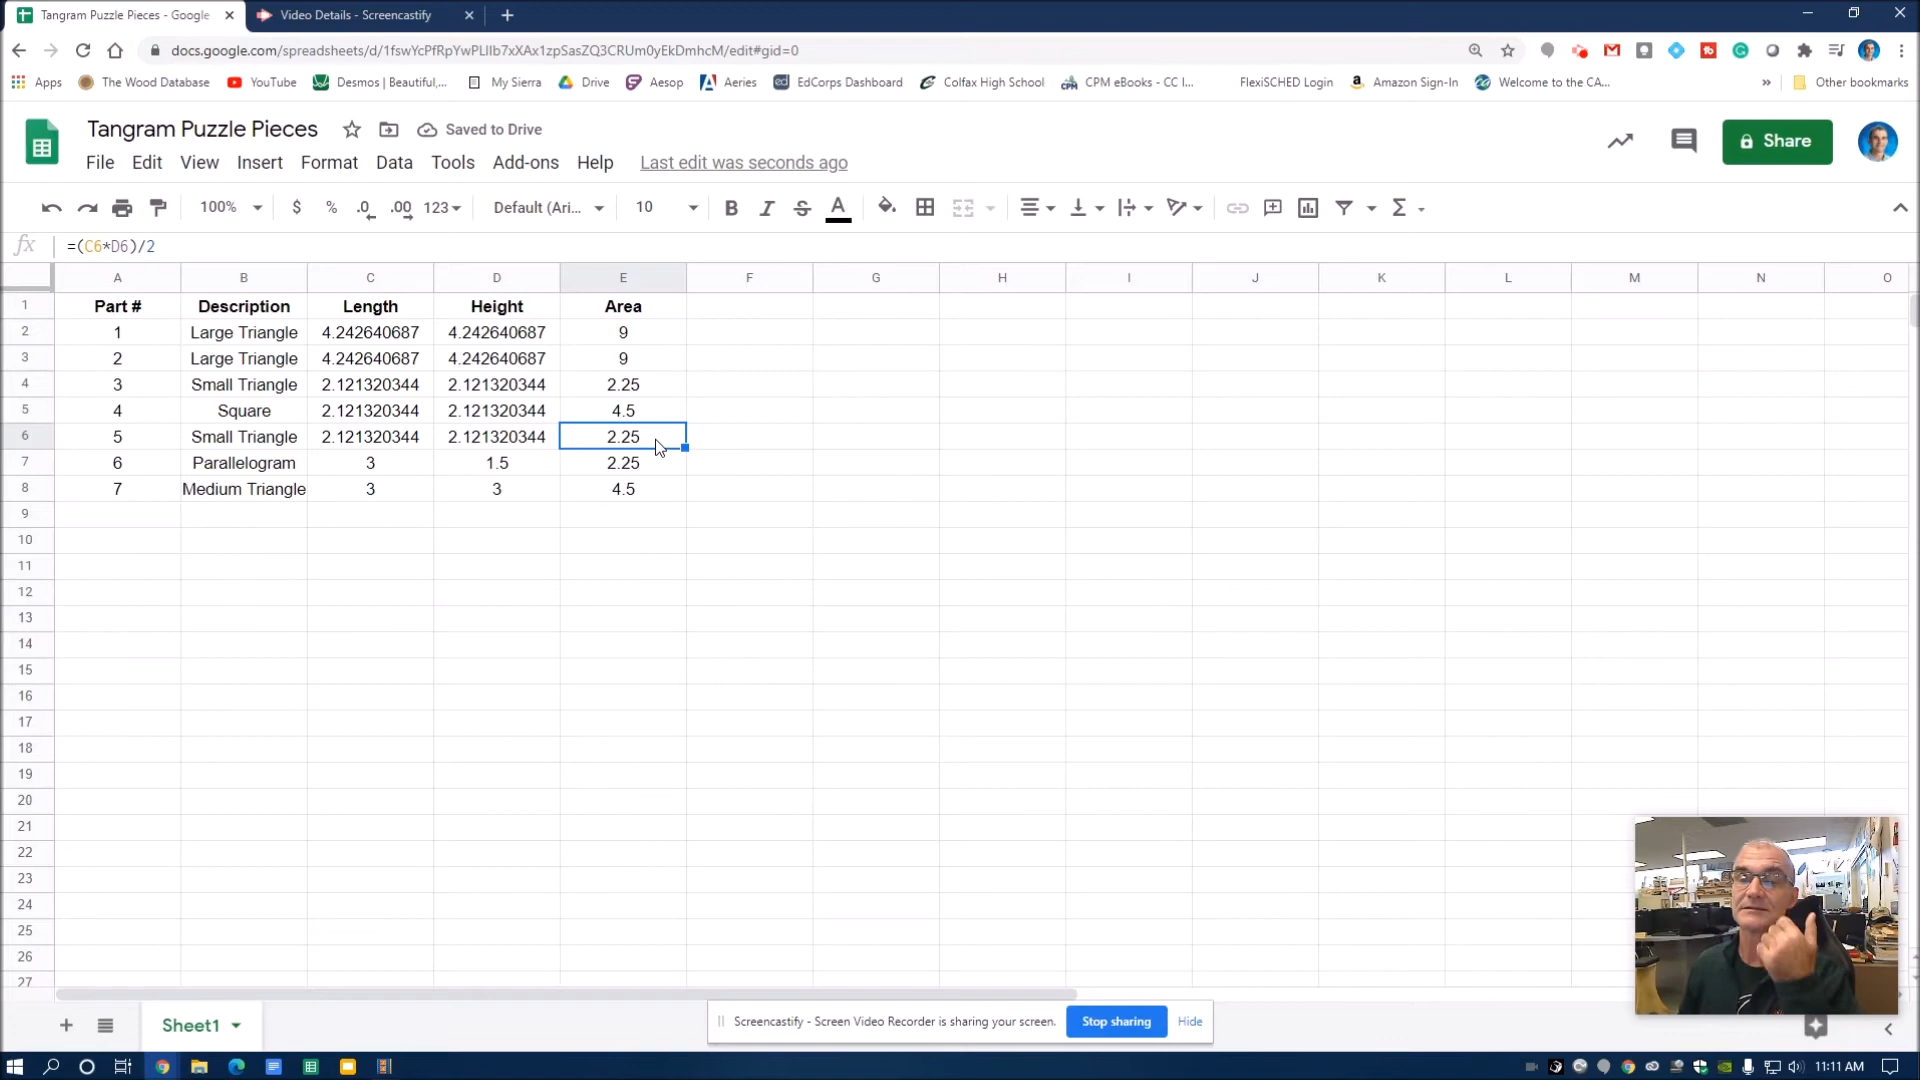 Tangram Puzzle Pieces - Google
Video Details - Screencastify
docs.google.com/spreadsheets/d/1fswYcPfRpYwPLlIb7xXAx1zpSasZQ3CRUm0yEkDmhcM/edit#gid=0
Apps The Wood Database YouTube Desmos | Beautiful,... My Sierra Drive Aesop Aeries EdCorps Dashboard Colfax High School CPM eBooks - CC I... FlexiSCHED Login Amazon Sign-In Welcome to the CA... » Other bookmarks
Tangram Puzzle Pieces Saved to Drive
Share
File Edit View Insert Format Data Tools Add-ons Help Last edit was seconds ago
100% $ % .0 .00 123 Default (Ari... 10 B I S A Σ
fx =(C6*D6)/2
A B C D E F G H I J K L M N O
1 Part # Description Length Height Area
2 1 Large Triangle 4.242640687 4.242640687 9
3 2 Large Triangle 4.242640687 4.242640687 9
4 3 Small Triangle 2.121320344 2.121320344 2.25
5 4 Square 2.121320344 2.121320344 4.5
6 5 Small Triangle 2.121320344 2.121320344 2.25
7 6 Parallelogram 3 1.5 2.25
8 7 Medium Triangle 3 3 4.5
9
10
11
12
13
14
15
16
17
18
19
20
21
22
23
24
25
26
27
Sheet1
Screencastify - Screen Video Recorder is sharing your screen. Stop sharing Hide
11:11 AM